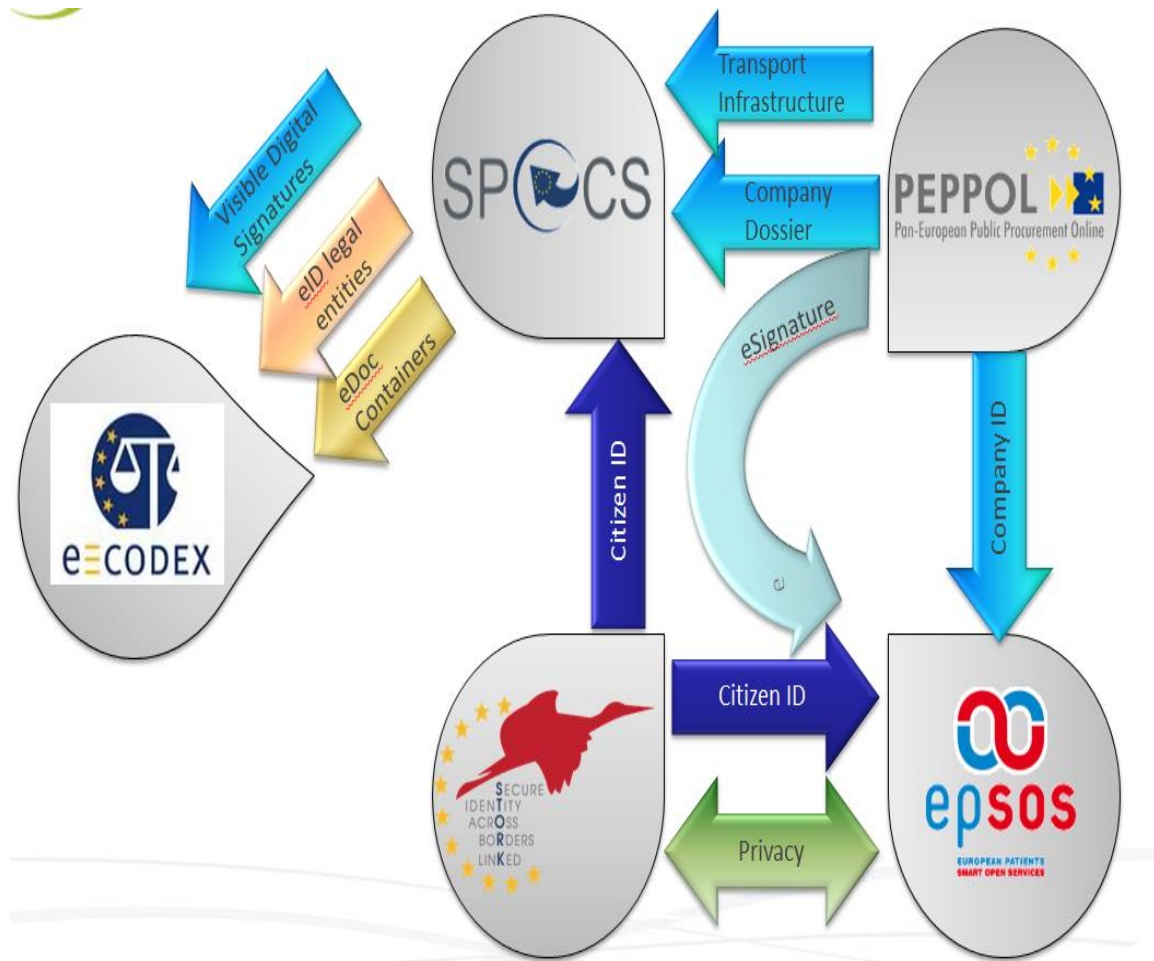 Transport
Infrastructure
Visible Digital
Signatures
SPOCS
Company
Dossier
PEPPOL
Pan-European Public Procurement Online
eID legal
entities
eSignature
eDoc
Containers
e-CODEX
Citizen ID
Company ID
e
Citizen ID
SECURE
IDENTITY
ACROSS
BORDERS
LINKED
STORK
Privacy
epsos
EUROPEAN PATIENTS
SMART OPEN SERVICES